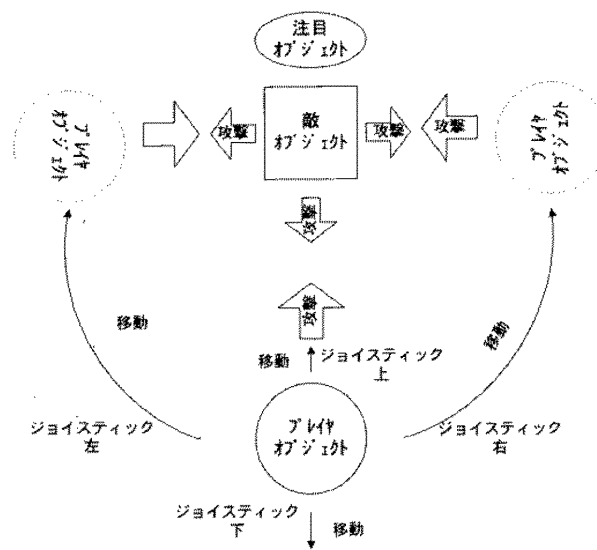 注目
オブジェクト
プレイヤ
オブジェクト
攻撃
敵
オブジェクト
攻撃
攻撃
プレイヤ
オブジェクト
攻撃
攻撃
移動
移動
移動
ジョイスティック
上
ジョイスティック
左
プレイヤ
オブジェクト
ジョイスティック
右
ジョイスティック
下
移動